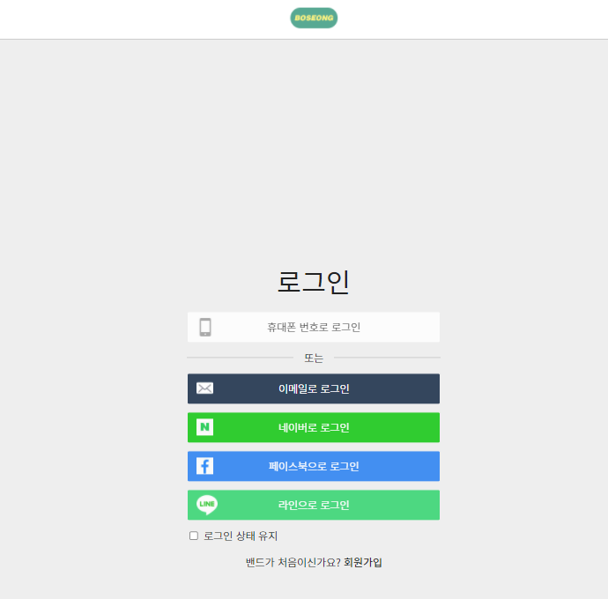 BOSEONG
로그인
휴대폰 번호로 로그인
또는
이메일로 로그인
N
네이버로 로그인
f
페이스북으로 로그인
LINE
라인으로 로그인
로그인 상태 유지
밴드가 처음이신가요? 회원가입